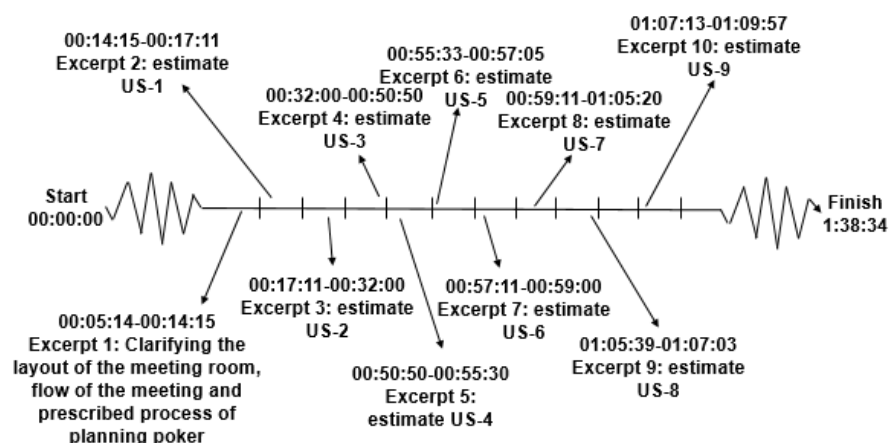 00:14:15-00:17:11
Excerpt 2: estimate
US-1
00:32:00-00:50:50
Excerpt 4: estimate
US-3
00:55:33-00:57:05
Excerpt 6: estimate
US-5
00:59:11-01:05:20
Excerpt 8: estimate
US-7
01:07:13-01:09:57
Excerpt 10: estimate
US-9
Start
00:00:00
Finish
1:38:34
00:05:14-00:14:15
Excerpt 1: Clarifying the
layout of the meeting room,
flow of the meeting and
prescribed process of
planning poker
00:17:11-00:32:00
Excerpt 3: estimate
US-2
00:50:50-00:55:30
Excerpt 5:
estimate US-4
00:57:11-00:59:00
Excerpt 7: estimate
US-6
01:05:39-01:07:03
Excerpt 9: estimate
US-8